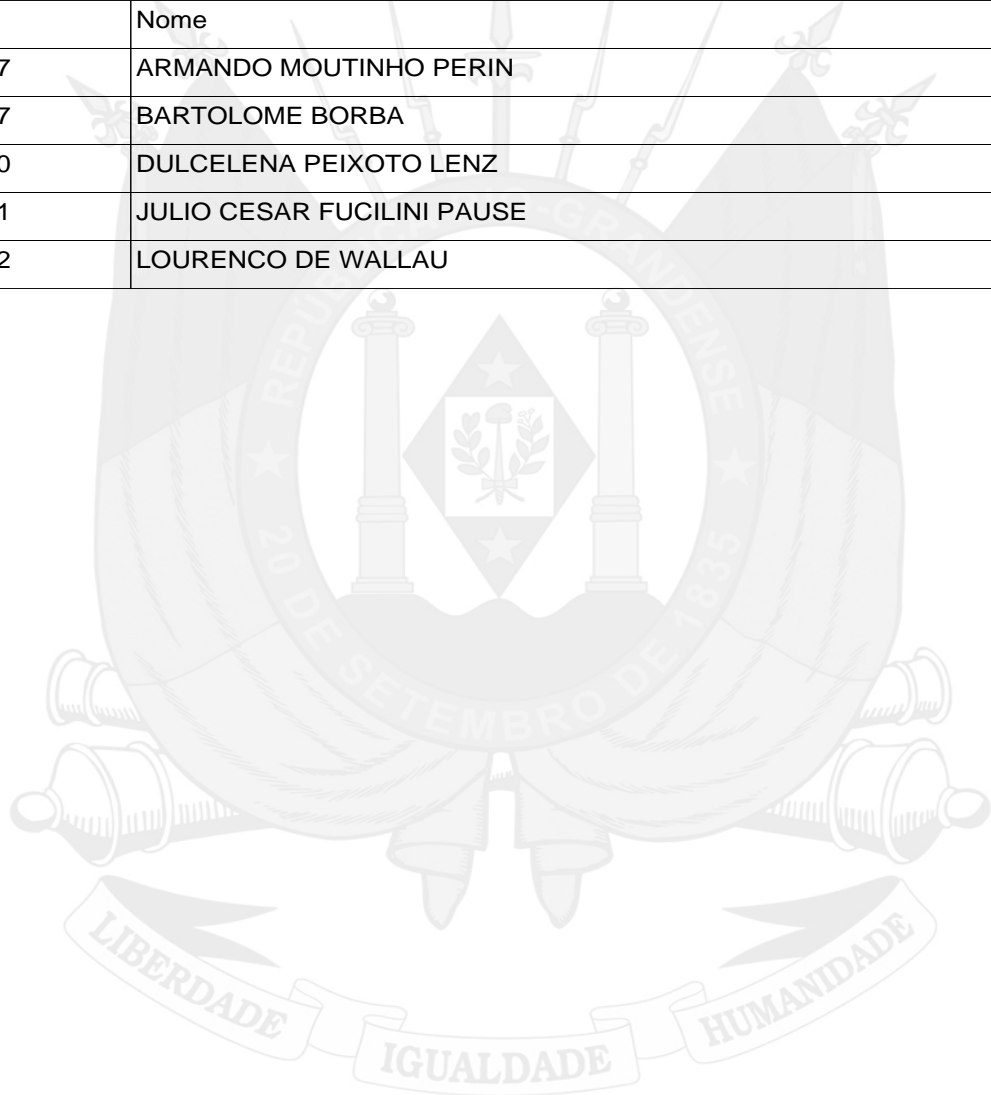 Nome
7 ARMANDO MOUTINHO PERIN
7 BARTOLOME BORBA
0 DULCELENA PEIXOTO LENZ
1 JULIO CESAR FUCILINI PAUSE
2 LOURENCO DE WALLAU
REPÚBLICA RIO-GRANDENSE
20 DE SETEMBRO DE 1835
LIBERDADE IGUALDADE HUMANIDADE